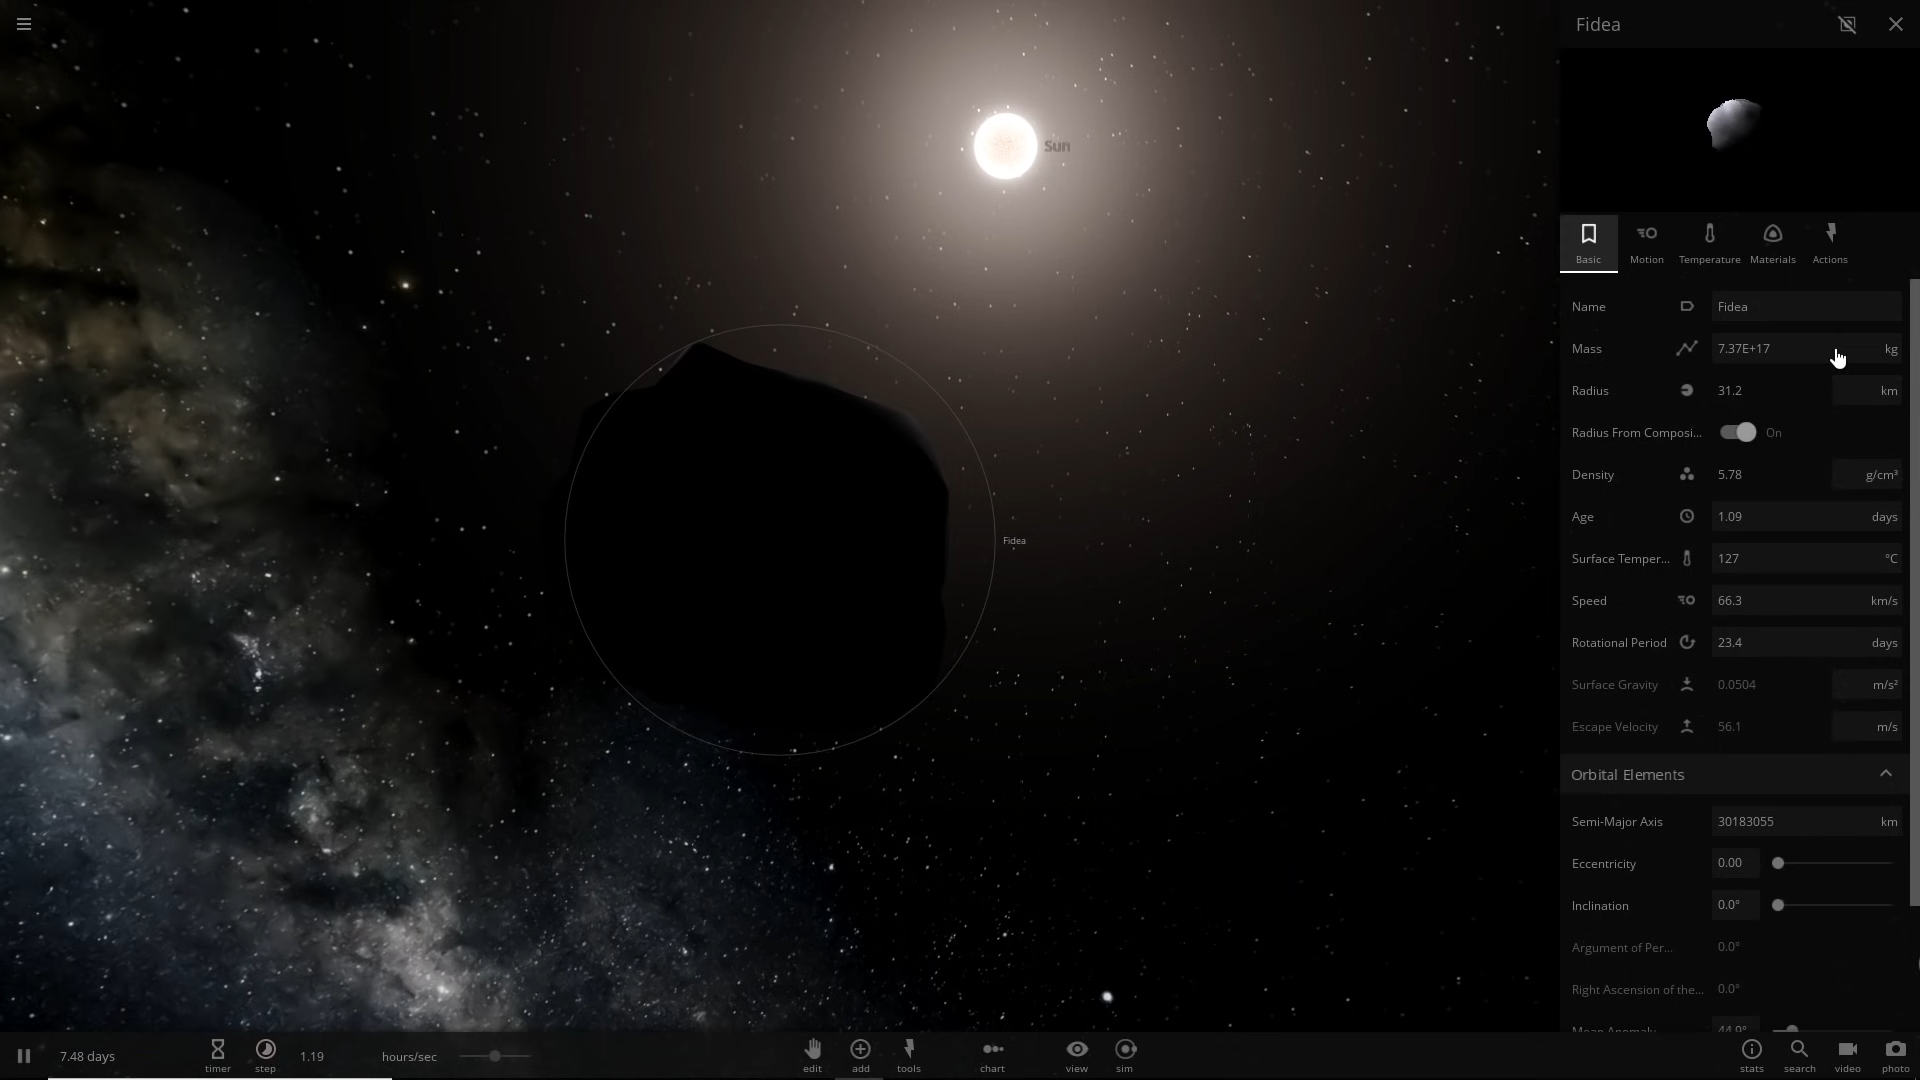 Fidea
Sun
Basic
Motion
Temperature
Materials
Actions
Name Fidea
Mass 7.37E+17 kg
Radius 31.2 km
Radius From Composi... On
Density 5.78 g/cm³
Age 1.09 days
Surface Temper... 127 °C
Fidea
Speed 66.3 km/s
Rotational Period 23.4 days
Surface Gravity 0.0504 m/s²
Escape Velocity 56.1 m/s
Orbital Elements
Semi-Major Axis 30183055 km
Eccentricity 0.00
Inclination 0.0°
Argument of Per... 0.0°
Right Ascension of the... 0.0°
Mean Anomaly 44.9°
7.48 days
timer
step
1.19 hours/sec
edit
add
tools
chart
view
sim
stats
search
video
photo